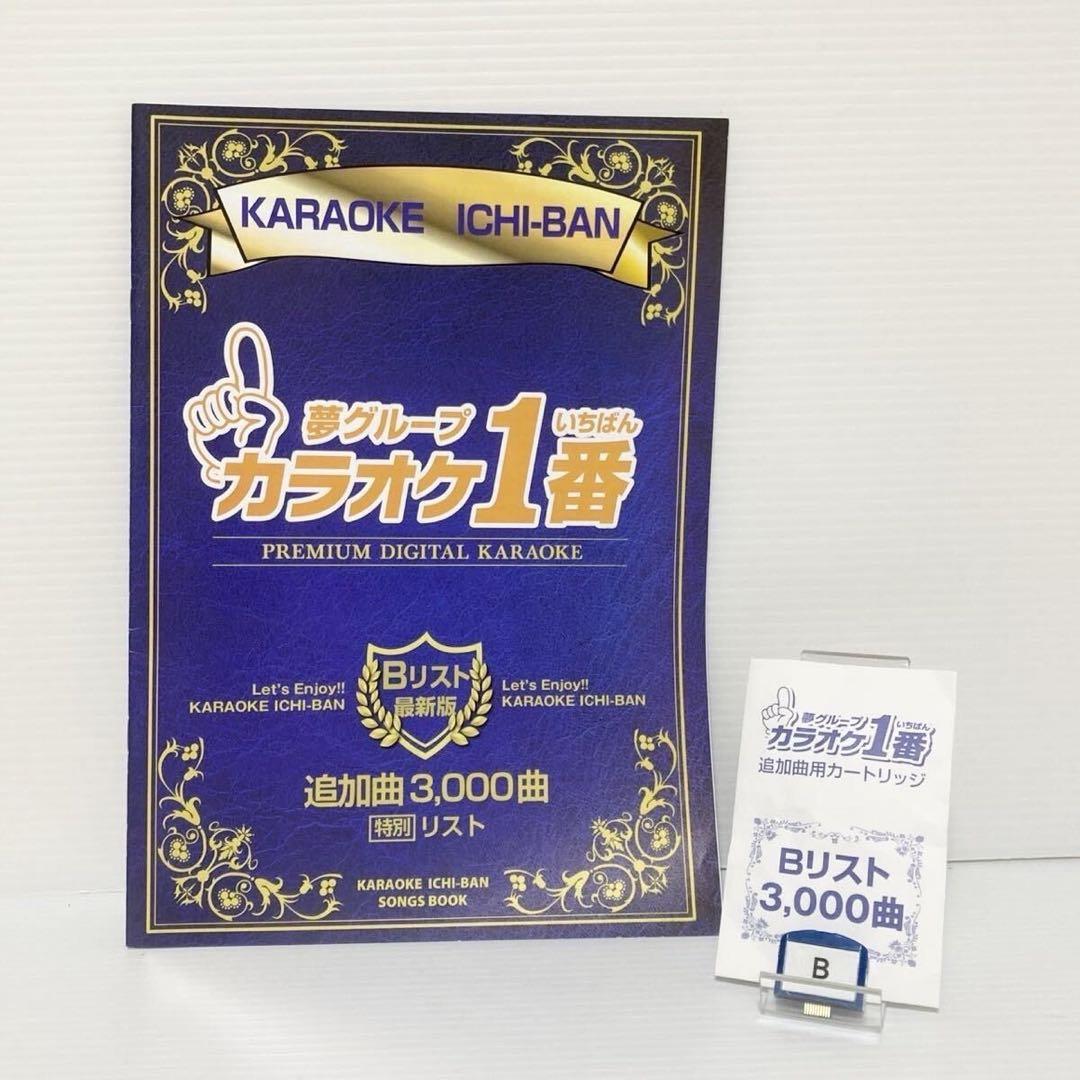 KARAOKE ICHI-BAN
夢グループ
いちばん
カラオケ1番
PREMIUM DIGITAL KARAOKE
Bリスト
最新版
Let's Enjoy!!
KARAOKE ICHI-BAN
Let's Enjoy!!
KARAOKE ICHI-BAN
追加曲 3,000曲
特別 リスト
KARAOKE ICHI-BAN
SONGS BOOK
夢グループ
いちばん
カラオケ1番
追加曲用カートリッジ
Bリスト
3,000曲
B